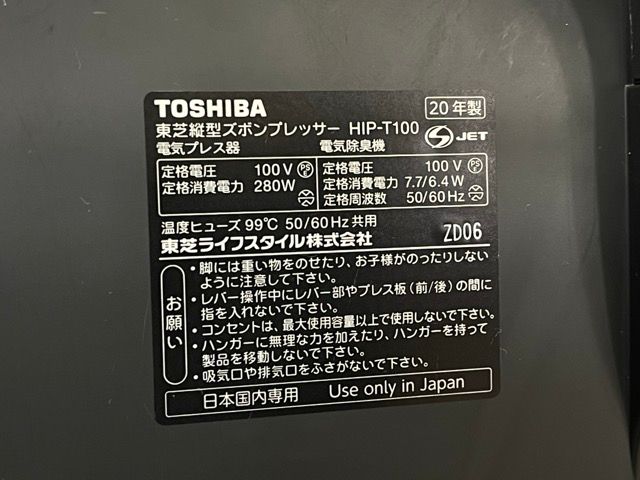 TOSHIBA 20年製
東芝縦型ズボンプレッサー HIP-T100
S JET
電気プレス器 電気除臭機
定格電圧 100V PSE 定格電圧 100V PSE
定格消費電力 280W 定格消費電力 7.7/6.4W
定格周波数 50/60Hz
温度ヒューズ 99℃ 50/60Hz共用
東芝ライフスタイル株式会社 ZD06
お願い
・脚には重い物をのせたり、お子様がのったりしない
ように注意して下さい。
・レバー操作中にレバー部やプレス板(前/後)の間に
指を入れないで下さい。
・コンセントは、最大使用容量以上で使用しないで下さい。
・ハンガーに無理な力を加えたり、ハンガーを持って
製品を移動しないで下さい。
・吸気口や排気口をふさがないで下さい。
日本国内専用 Use only in Japan